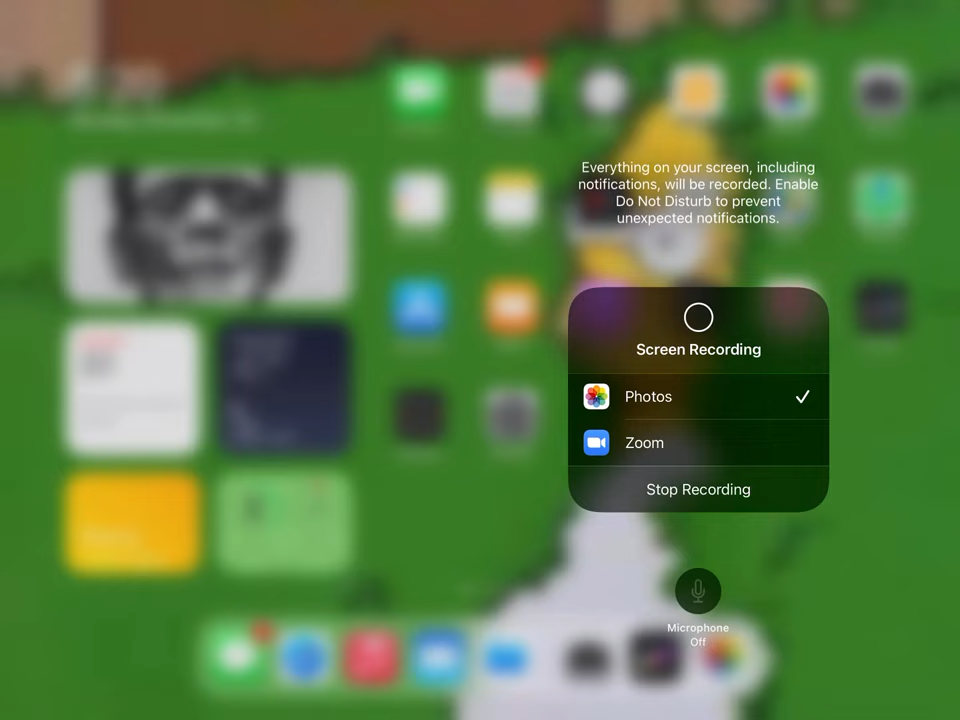 Everything on your screen, including
notifications, will be recorded. Enable
Do Not Disturb to prevent
unexpected notifications.
Screen Recording
Photos
Zoom
Stop Recording
Microphone
Off